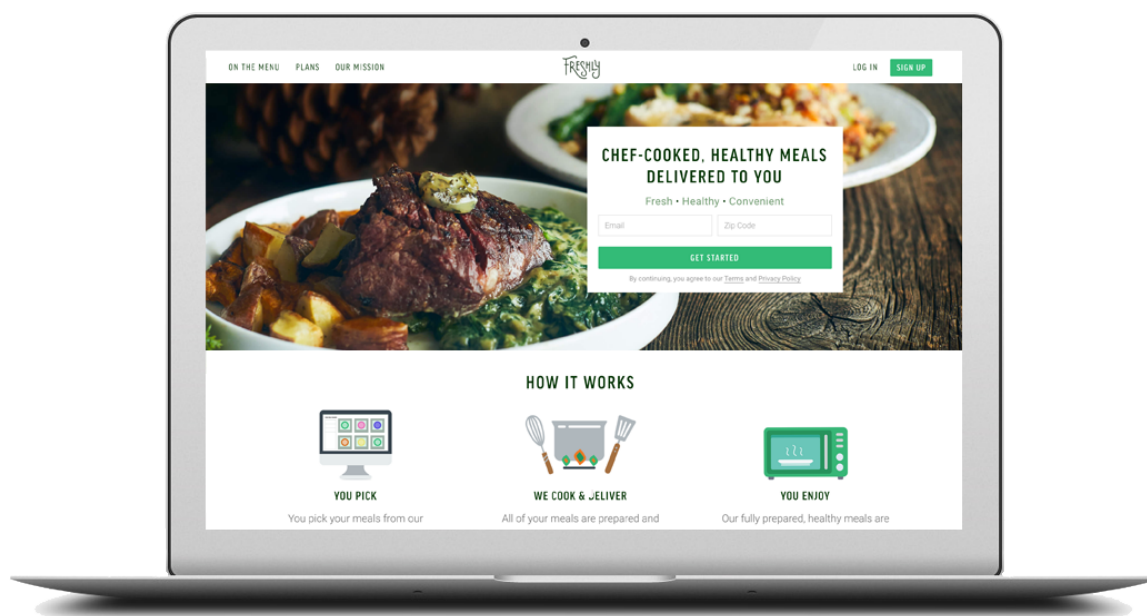 ON THE MENU PLANS OUR MISSION FRESHLY LOG IN SIGN UP
CHEF-COOKED, HEALTHY MEALS
DELIVERED TO YOU
Fresh • Healthy • Convenient
Email Zip Code
GET STARTED
By continuing, you agree to our Terms and Privacy Policy
HOW IT WORKS
YOU PICK WE COOK & DELIVER YOU ENJOY
You pick your meals from our All of your meals are prepared and Our fully prepared, healthy meals are